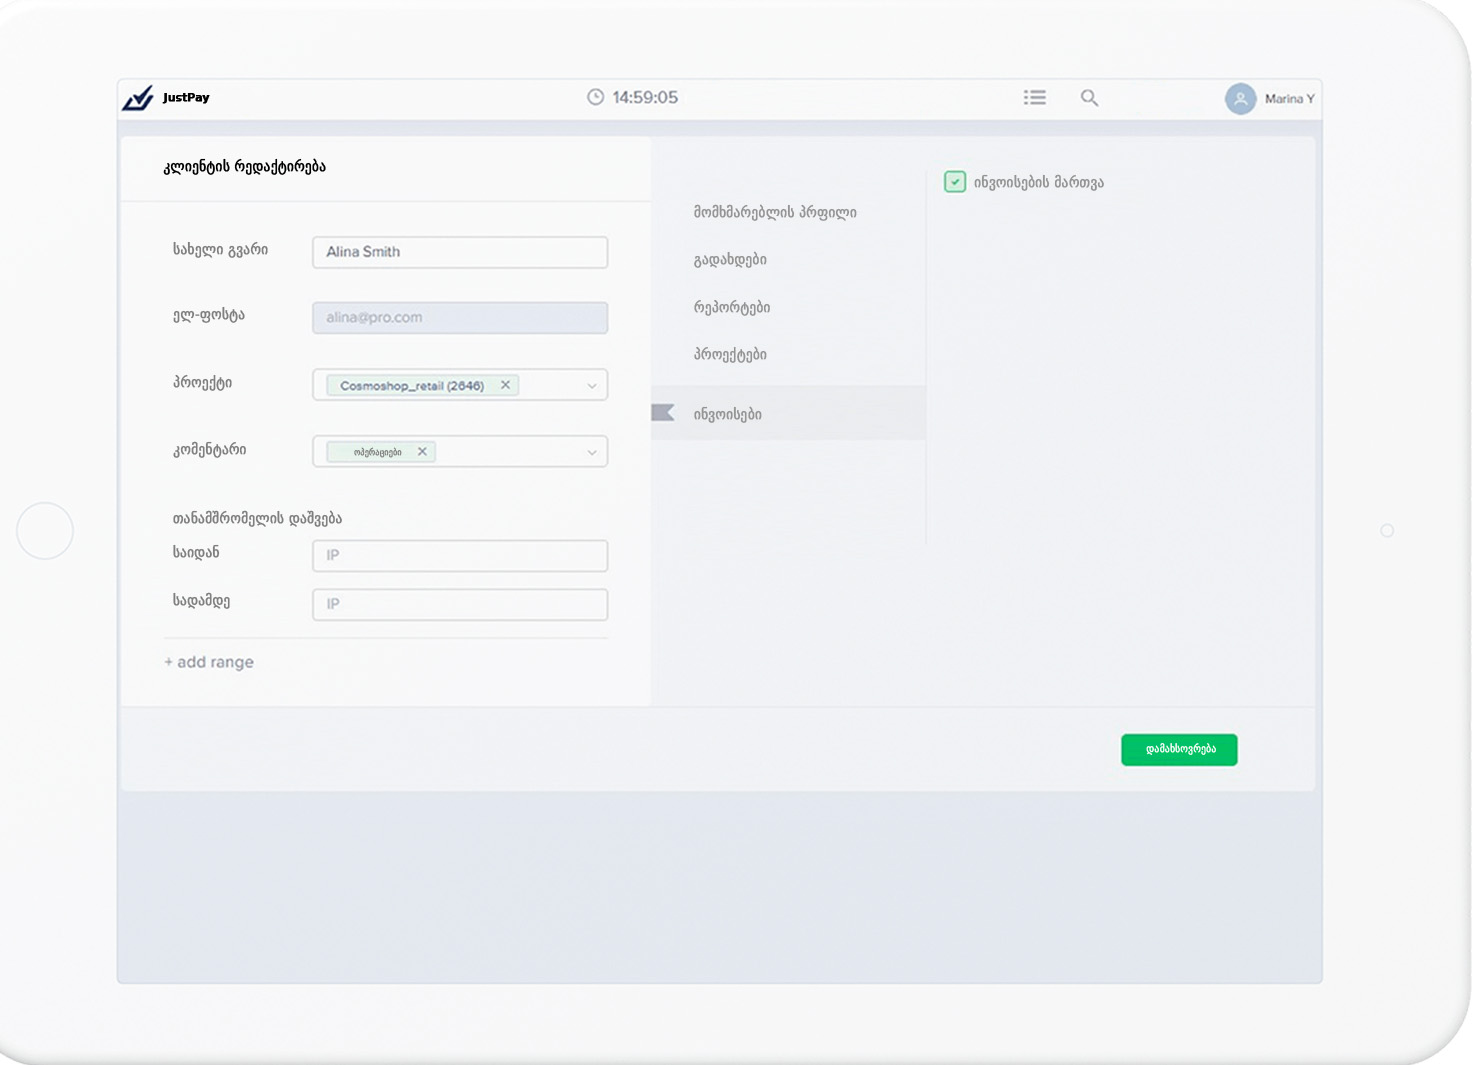 JustPay
14:59:05
Marina Y
კლიენტის რედაქტირება
სახელი გვარი
Alina Smith
ელ-ფოსტა
alina@pro.com
პროექტი
Cosmoshop_retail (2646)
კომენტარი
ოპერაციები
თანამშრომელის დაშვება
საიდან
IP
სადამდე
IP
+ add range
მომხმარებლის პრფილი
გადახდები
რეპორტები
პროექტები
ინვოისები
ინვოისების მართვა
დამახსოვრება